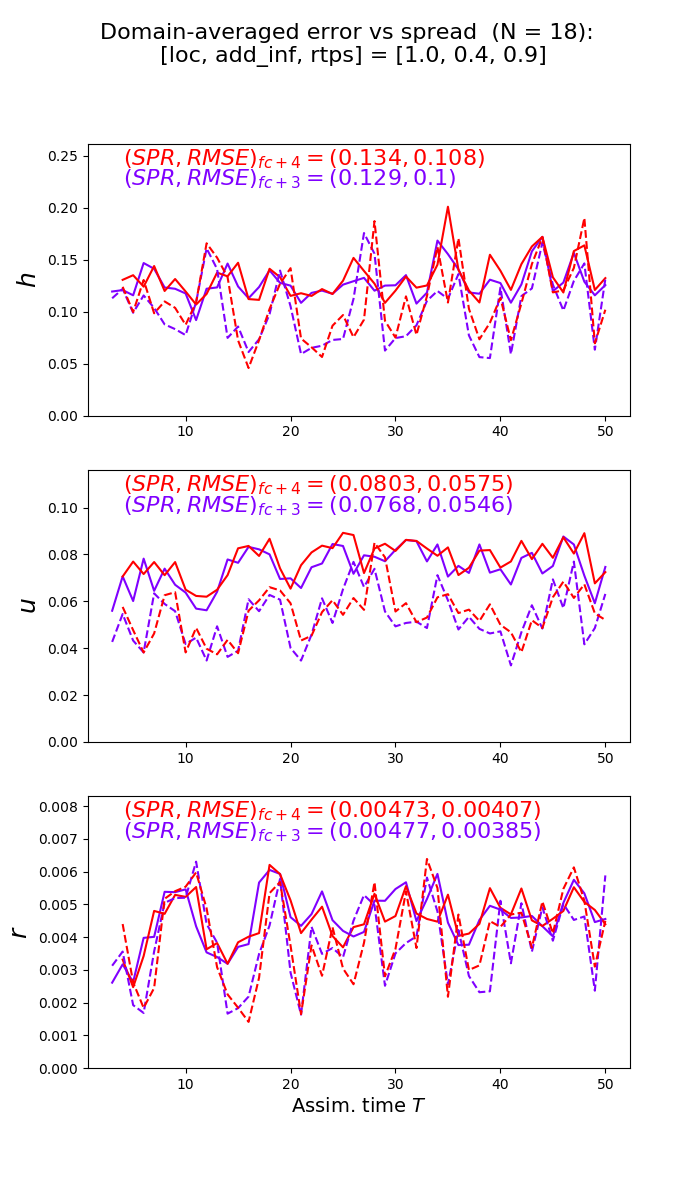 Domain-averaged error vs spread (N = 18):
[loc, add_inf, rtps] = [1.0, 0.4, 0.9]
(SPR, RMSE)fc+4 = (0.134, 0.108)
(SPR, RMSE)fc+3 = (0.129, 0.1)
0.25
0.20
0.15
0.10
0.05
0.00
h
10 20 30 40 50
(SPR, RMSE)fc+4 = (0.0803, 0.0575)
(SPR, RMSE)fc+3 = (0.0768, 0.0546)
0.10
0.08
0.06
0.04
0.02
0.00
u
10 20 30 40 50
(SPR, RMSE)fc+4 = (0.00473, 0.00407)
(SPR, RMSE)fc+3 = (0.00477, 0.00385)
0.008
0.007
0.006
0.005
0.004
0.003
0.002
0.001
0.000
r
10 20 30 40 50
Assim. time T